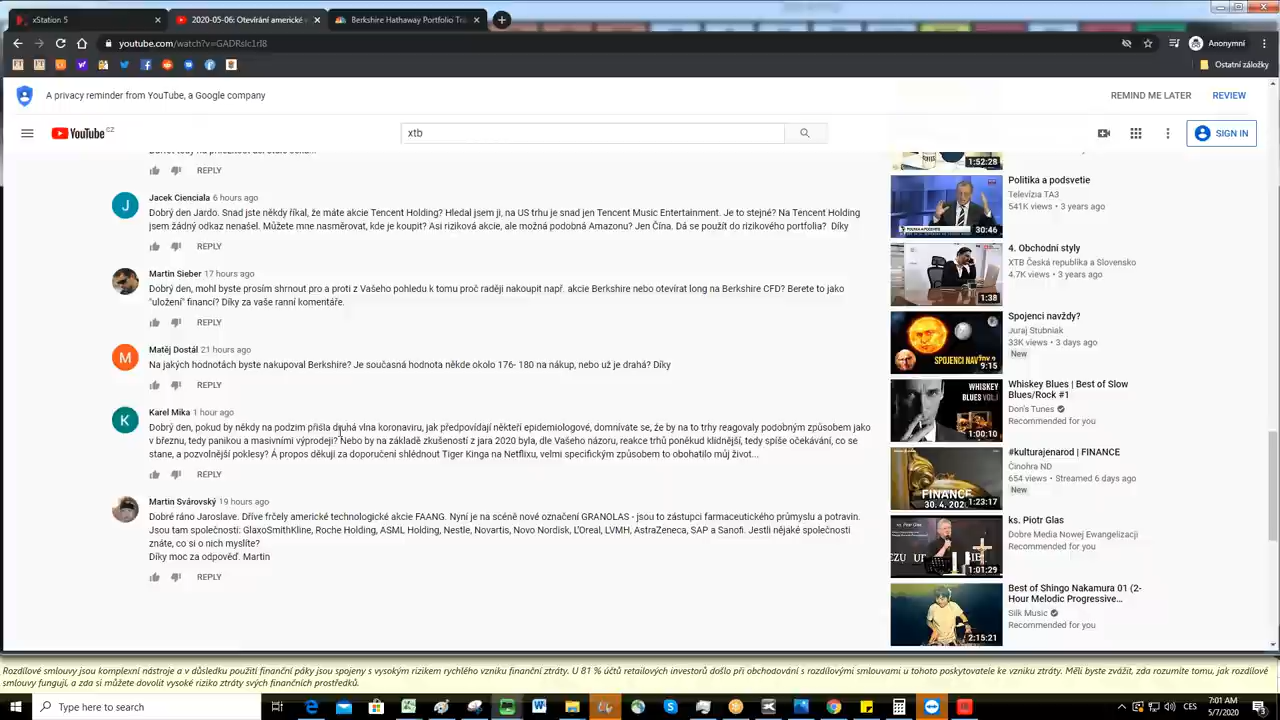 xStation 5
2020-05-06: Otevírání americké v
Berkshire Hathaway Portfolio Tra
youtube.com/watch?v=GADRslc1rI8
Anonymní
Ostatní záložky
A privacy reminder from YouTube, a Google company
REMIND ME LATER
REVIEW
YouTube CZ
xtb
SIGN IN
REPLY
Jacek Cienciala 6 hours ago
Dobrý den Jardo. Snad jste někdy říkal, že máte akcie Tencent Holding? Hledal jsem ji, na US trhu je snad jen Tencent Music Entertainment. Je to stejné? Na Tencent Holding
jsem žádný odkaz nenašel. Můžete mne nasměrovat, kde je koupit? Asi riziková akcie, ale možná podobná Amazonu? Jen Čína. Dá se použít do rizikového portfolia? Díky
REPLY
Martin Sieber 17 hours ago
Dobrý den, mohl byste prosím shrnout pro a proti z Vašeho pohledu k tomu proč raději nakoupit např. akcie Berkshire nebo otevírat long na Berkshire CFD? Berete to jako
"uložení" financí? Díky za vaše ranní komentáře.
REPLY
Matěj Dostál 21 hours ago
Na jakých hodnotách byste nakupoval Berkshire? Je současná hodnota někde okolo 176- 180 na nákup, nebo už je drahá? Díky
REPLY
Karel Mika 1 hour ago
Dobrý den, pokud by někdy na podzim přišla druhá vlna koronaviru, jak předpovídají někteří epidemiologové, domníváte se, že by na to trhy reagovaly podobným způsobem jako
v březnu, tedy panikou a masivními výprodeji? Nebo by na základě zkušeností z jara 2020 byla, dle Vašeho názoru, reakce trhů poněkud klidnější, tedy spíše očekávání, co se
stane, a pozvolnější poklesy? Á propos děkuji za doporučení shlédnout Tiger Kinga na Netflixu, velmi specifickým způsobem to obohatilo můj život...
REPLY
Martin Svárovský 19 hours ago
Dobré ráno Jaroslave. Dříve frčely americké technologické akcie FAANG. Nyní je na scéně nové označení GRANOLAS - jsou to zástupci farmaceutického průmyslu a potravin.
Jsou tam společnosti: GlaxoSmithKline, Roche Holding, ASML Holding, Nestle, Novartis, Novo Nordisk, L'Oreal, LVMH, AstraZeneca, SAP a Sanofi. Jestli nějaké společnosti
znáte, co si o nich myslíte?
Díky moc za odpověď. Martin
REPLY
1:52:28
Politika a podsvetie
Televízia TA3
541K views • 3 years ago
30:46
4. Obchodní styly
XTB Česká republika a Slovensko
4.7K views • 3 years ago
1:38
Spojenci navždy?
Juraj Stubniak
33K views • 3 days ago
New
SPOJENCI NAVŽDY?
9:15
Whiskey Blues | Best of Slow
Blues/Rock #1
Don's Tunes
Recommended for you
WHISKEY
BLUES VOL.1
1:00:10
#kulturajenarod | FINANCE
Činohra ND
654 views • Streamed 6 days ago
New
FINANCE
30. 4. 20
1:23:17
ks. Piotr Glas
Dobre Media Nowej Ewangelizacji
Recommended for you
ks. Piotr Glas
1:01:29
Best of Shingo Nakamura 01 (2-
Hour Melodic Progressive...
Silk Music
Recommended for you
2:15:21
Rozdílové smlouvy jsou komplexní nástroje a v důsledku použití finanční páky jsou spojeny s vysokým rizikem rychlého vzniku finanční ztráty. U 81 % účtů retailových investorů došlo při obchodování s rozdílovými smlouvami u tohoto poskytovatele ke vzniku ztráty. Měli byste zvážit, zda rozumíte tomu, jak rozdílové
smlouvy fungují, a zda si můžete dovolit vysoké riziko ztráty svých finančních prostředků.
Type here to search
CES
7:01 AM
5/7/2020